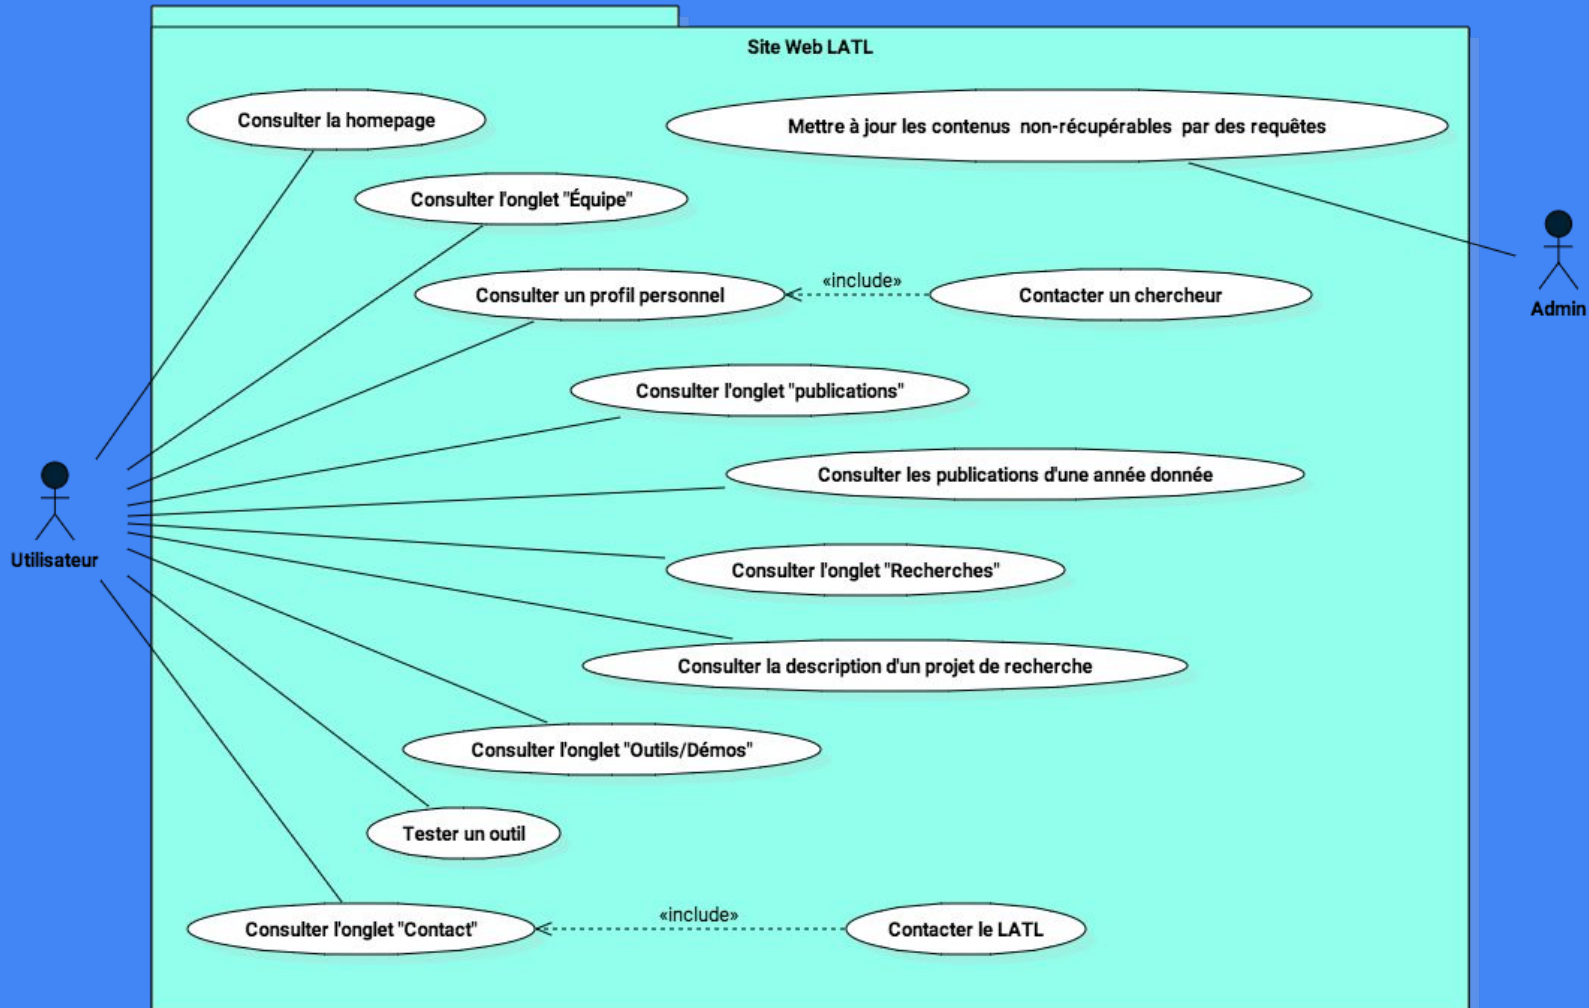 Site Web LATL
Consulter la homepage
Mettre à jour les contenus  non-récupérables  par des requêtes
Consulter l'onglet "Équipe"
Consulter un profil personnel
«include»
Contacter un chercheur
Admin
Consulter l'onglet "publications"
Consulter les publications d'une année donnée
Utilisateur
Consulter l'onglet "Recherches"
Consulter la description d'un projet de recherche
Consulter l'onglet "Outils/Démos"
Tester un outil
Consulter l'onglet "Contact"
«include»
Contacter le LATL